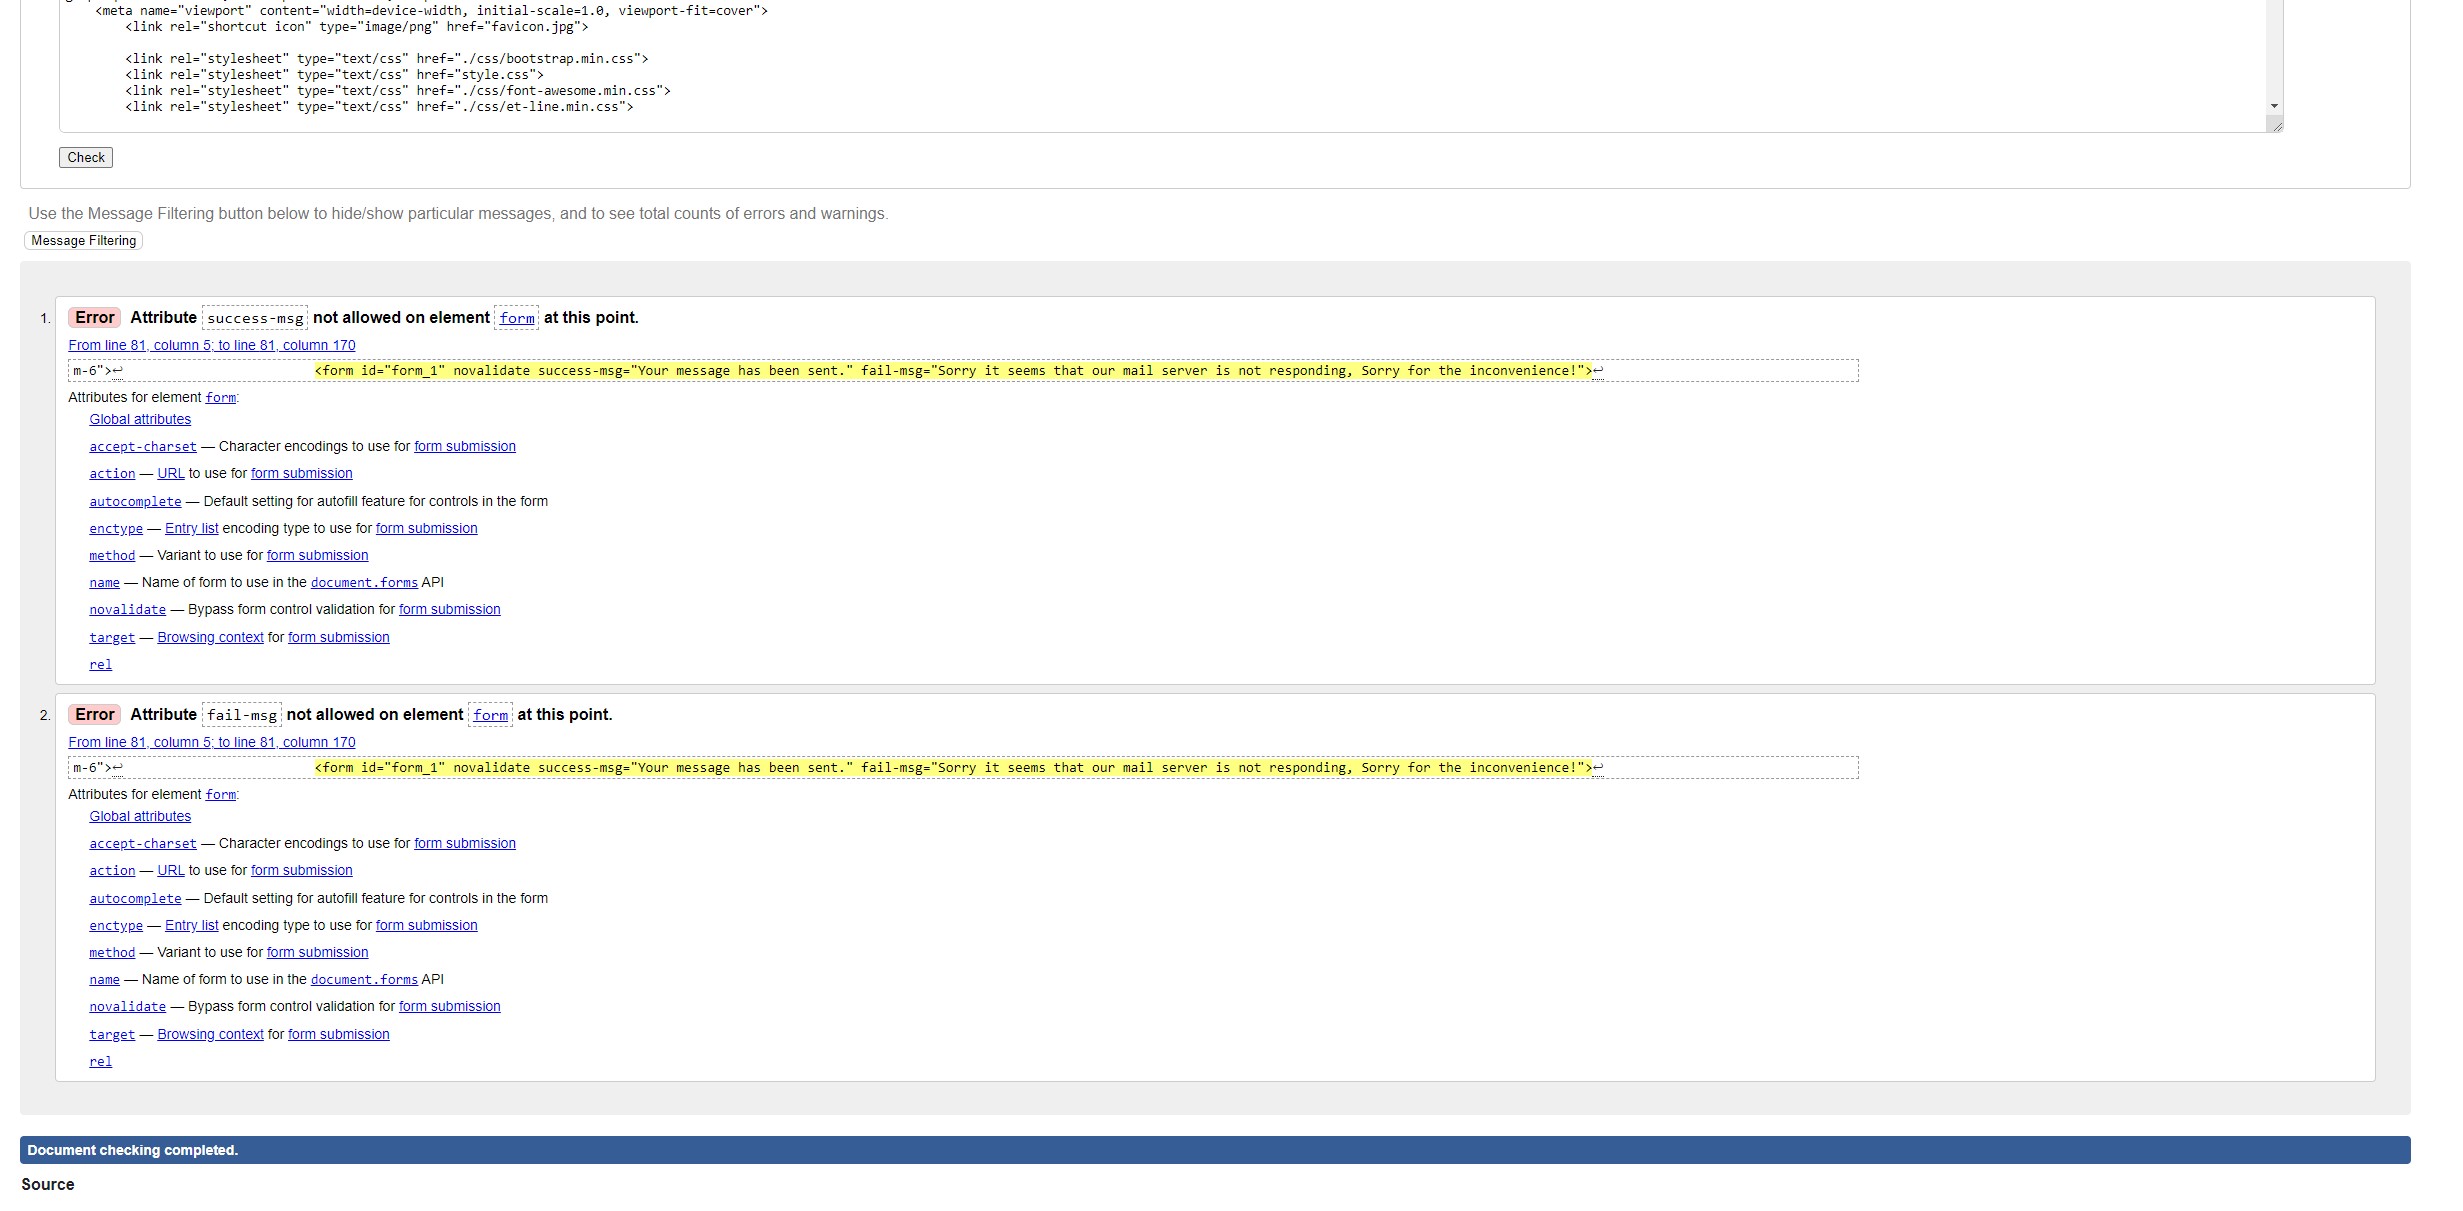 <meta name="viewport" content="width=device-width, initial-scale=1.0, viewport-fit=cover">
<link rel="shortcut icon" type="image/png" href="favicon.jpg">
<link rel="stylesheet" type="text/css" href="./css/bootstrap.min.css">
<link rel="stylesheet" type="text/css" href="style.css">
<link rel="stylesheet" type="text/css" href="./css/font-awesome.min.css">
<link rel="stylesheet" type="text/css" href="./css/et-line.min.css">
Check
Use the Message Filtering button below to hide/show particular messages, and to see total counts of errors and warnings.
Message Filtering
1. Error Attribute success-msg not allowed on element form at this point.
From line 81, column 5; to line 81, column 170
m-6">↩ <form id="form_1" novalidate success-msg="Your message has been sent." fail-msg="Sorry it seems that our mail server is not responding, Sorry for the inconvenience!">↩
Attributes for element form:
Global attributes
accept-charset — Character encodings to use for form submission
action — URL to use for form submission
autocomplete — Default setting for autofill feature for controls in the form
enctype — Entry list encoding type to use for form submission
method — Variant to use for form submission
name — Name of form to use in the document.forms API
novalidate — Bypass form control validation for form submission
target — Browsing context for form submission
rel
2. Error Attribute fail-msg not allowed on element form at this point.
From line 81, column 5; to line 81, column 170
m-6">↩ <form id="form_1" novalidate success-msg="Your message has been sent." fail-msg="Sorry it seems that our mail server is not responding, Sorry for the inconvenience!">↩
Attributes for element form:
Global attributes
accept-charset — Character encodings to use for form submission
action — URL to use for form submission
autocomplete — Default setting for autofill feature for controls in the form
enctype — Entry list encoding type to use for form submission
method — Variant to use for form submission
name — Name of form to use in the document.forms API
novalidate — Bypass form control validation for form submission
target — Browsing context for form submission
rel
Document checking completed.
Source